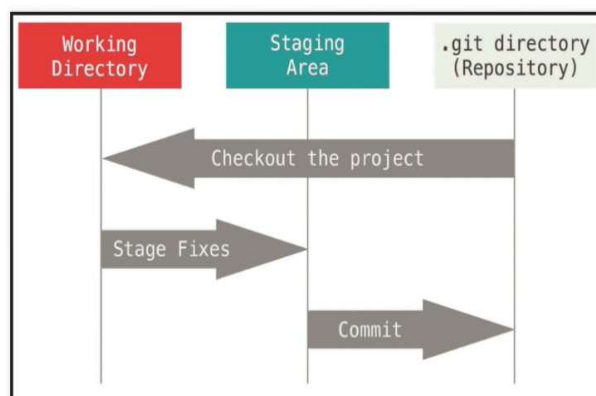 Working
Directory
Staging
Area
.git directory
(Repository)
Checkout the project
Stage Fixes
Commit